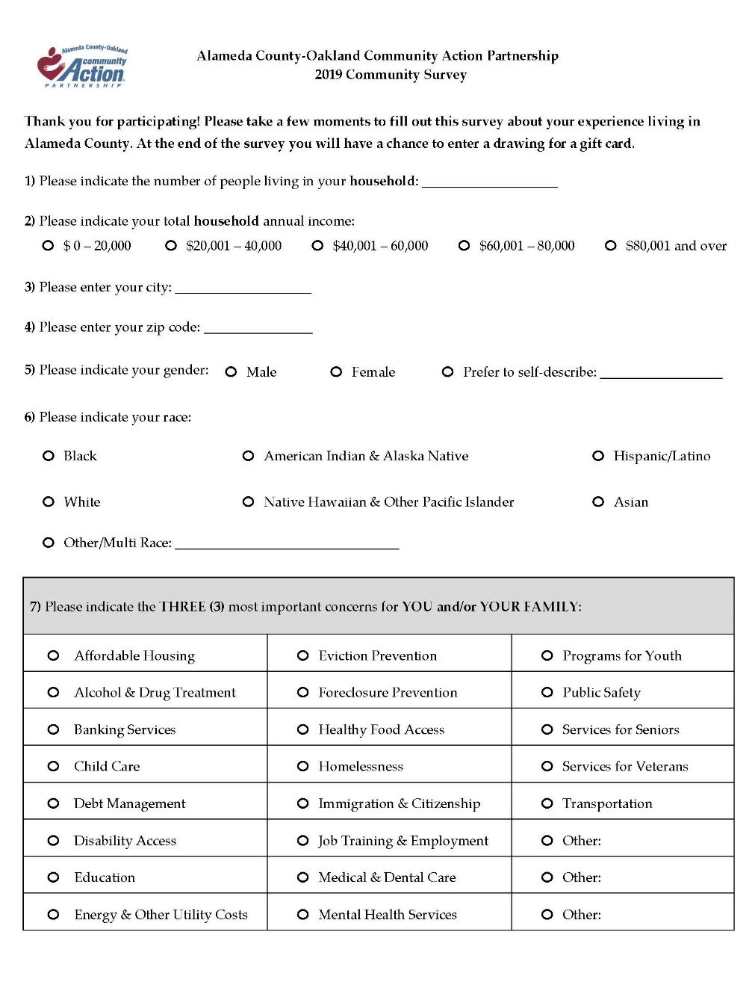 Alameda County-Oakland
community
Action
PARTNERSHIP
Alameda County-Oakland Community Action Partnership
2019 Community Survey
Thank you for participating! Please take a few moments to fill out this survey about your experience living in
Alameda County. At the end of the survey you will have a chance to enter a drawing for a gift card.
1) Please indicate the number of people living in your household: ____________________
2) Please indicate your total household annual income:
$ 0 – 20,000 $20,001 – 40,000 $40,001 – 60,000 $60,001 – 80,000 $80,001 and over
3) Please enter your city: ____________________
4) Please enter your zip code: ________________
5) Please indicate your gender: Male Female Prefer to self-describe: __________________
6) Please indicate your race:
Black American Indian & Alaska Native Hispanic/Latino
White Native Hawaiian & Other Pacific Islander Asian
Other/Multi Race: _________________________________
7) Please indicate the THREE (3) most important concerns for YOU and/or YOUR FAMILY:
Affordable Housing Eviction Prevention Programs for Youth
Alcohol & Drug Treatment Foreclosure Prevention Public Safety
Banking Services Healthy Food Access Services for Seniors
Child Care Homelessness Services for Veterans
Debt Management Immigration & Citizenship Transportation
Disability Access Job Training & Employment Other:
Education Medical & Dental Care Other:
Energy & Other Utility Costs Mental Health Services Other: